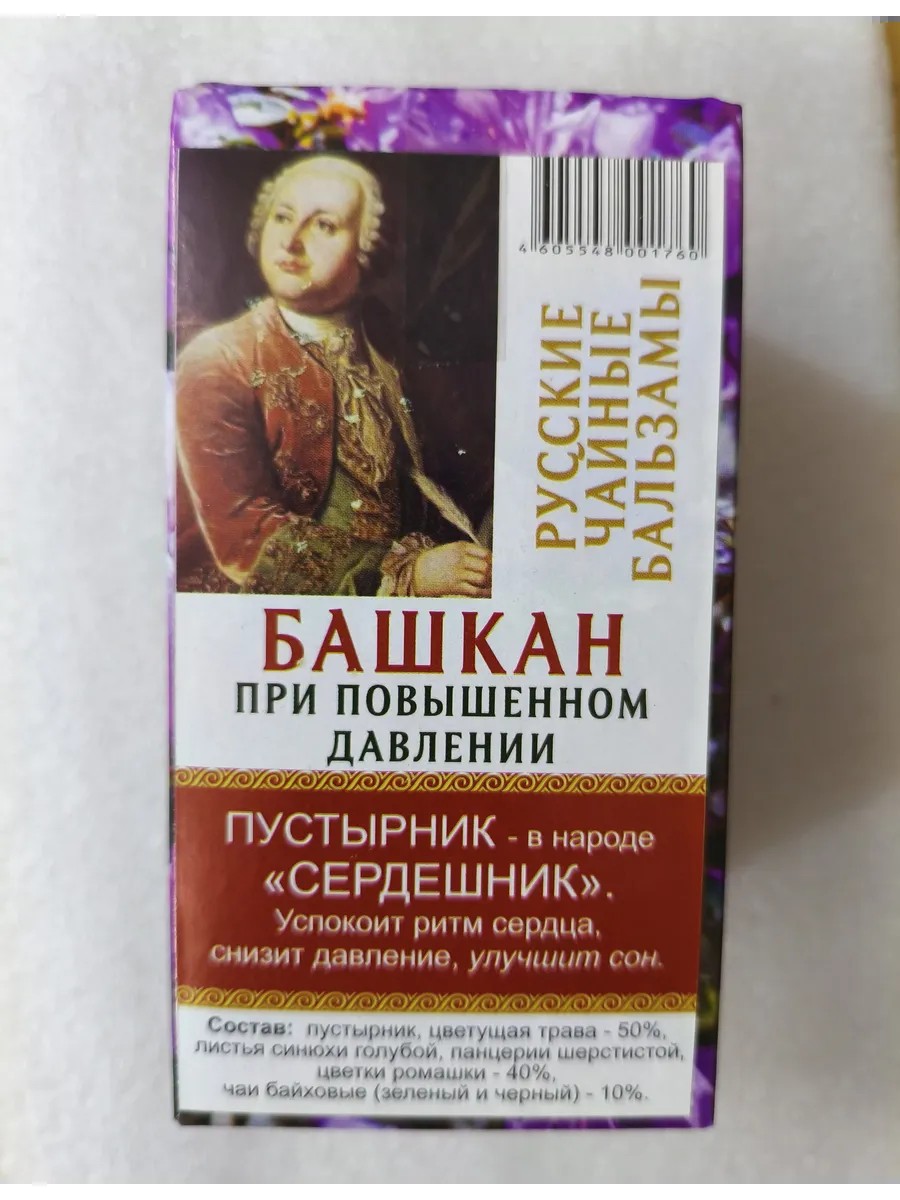 4 605548 001760
РУССКИЕ
ЧАЙНЫЕ
БАЛЬЗАМЫ
БАШКАН
ПРИ ПОВЫШЕННОМ
ДАВЛЕНИИ
ПУСТЫРНИК - в народе
«СЕРДЕШНИК».
Успокоит ритм сердца,
снизит давление, улучшит сон.
Состав: пустырник, цветущая трава - 50%,
листья синюхи голубой, панцерии шерстистой,
цветки ромашки - 40%,
чаи байховые (зеленый и черный) - 10%.